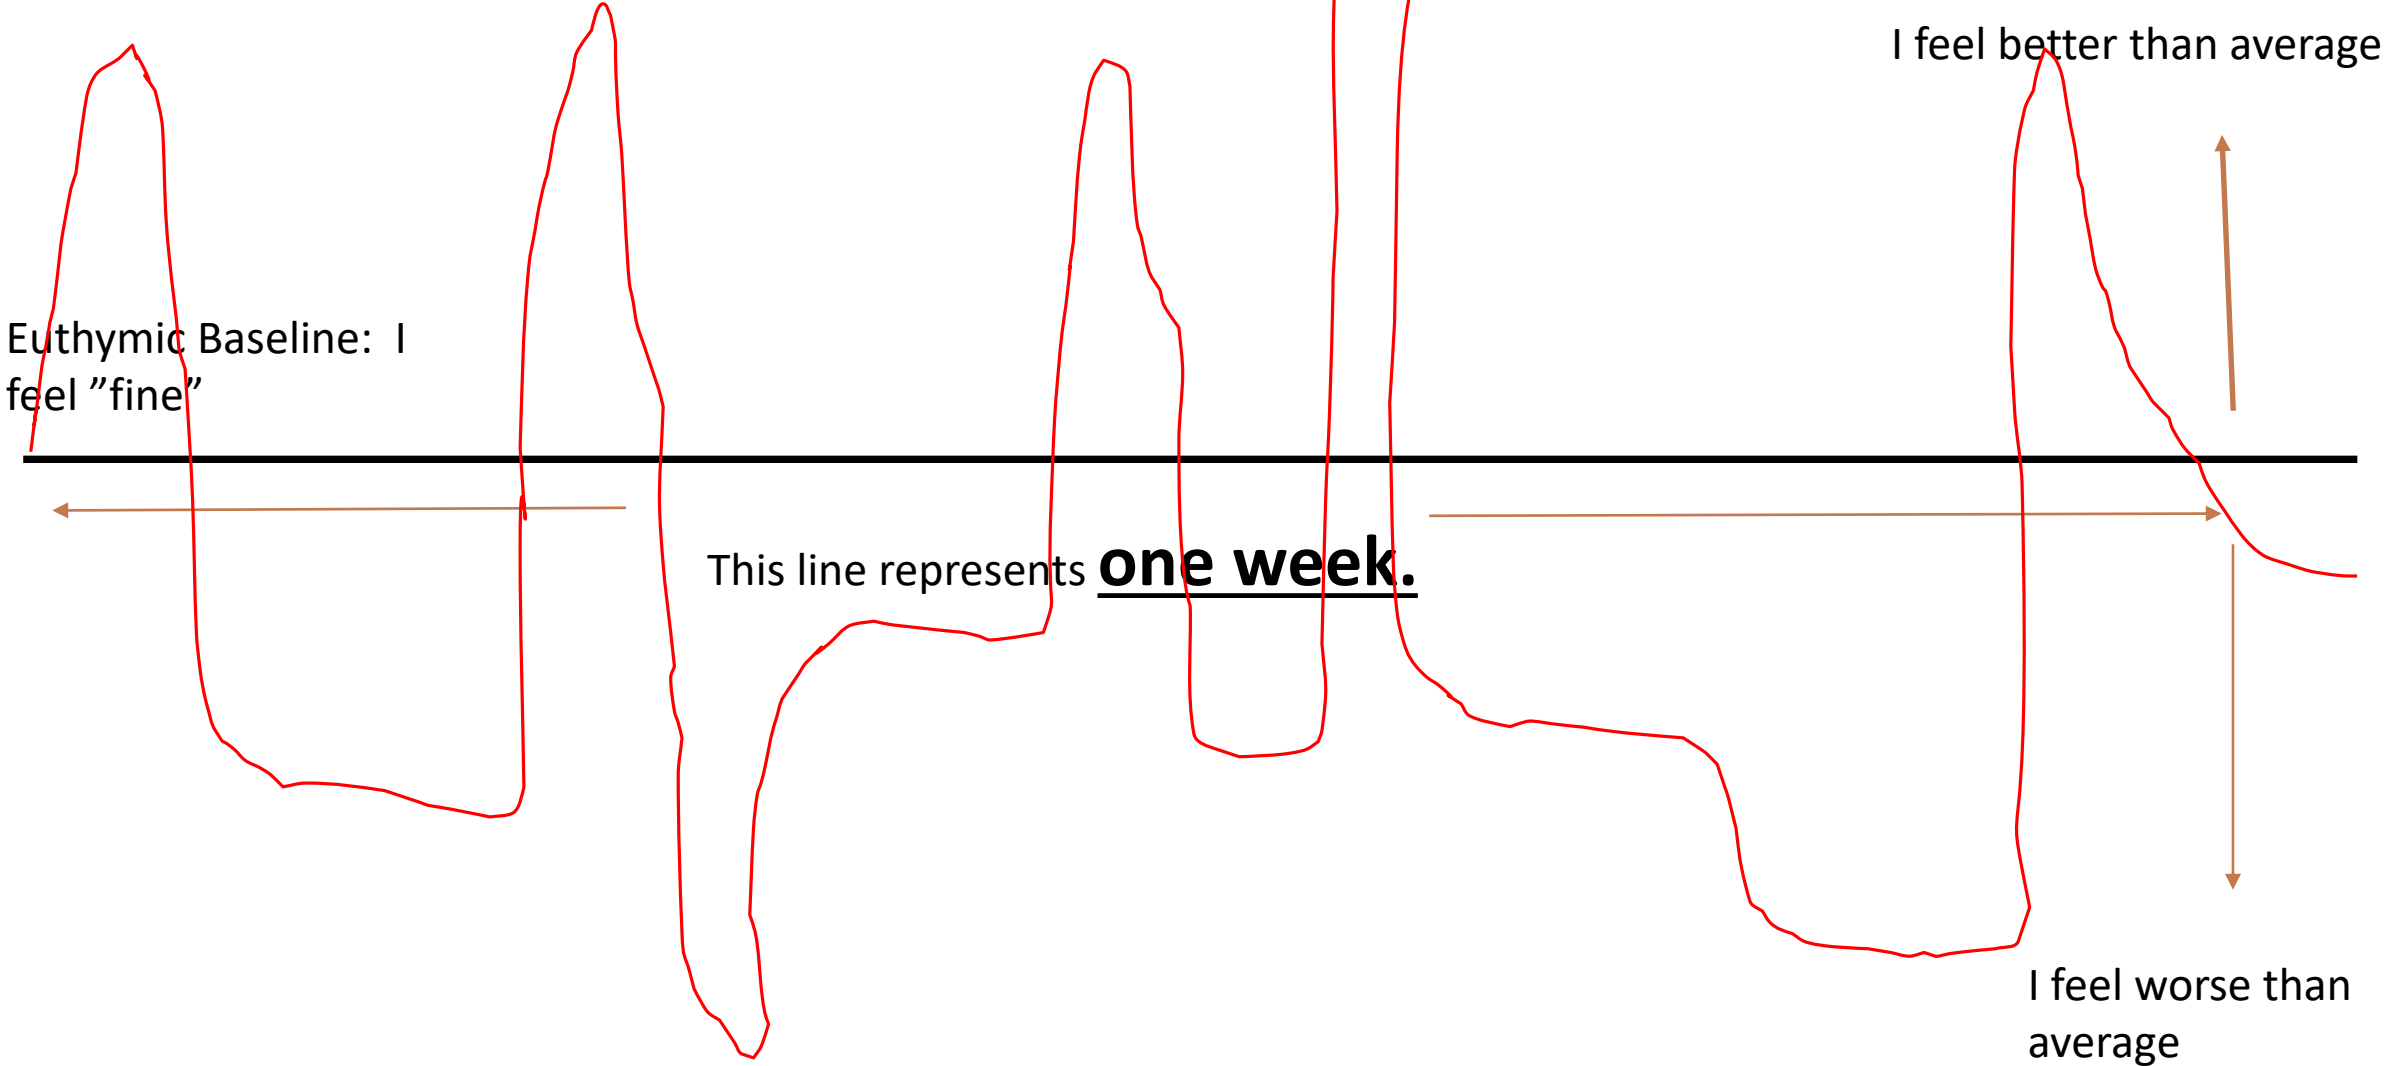 I feel better than average
Euthymic Baseline:  I
feel ”fine”
This line represents one week.
I feel worse than
average